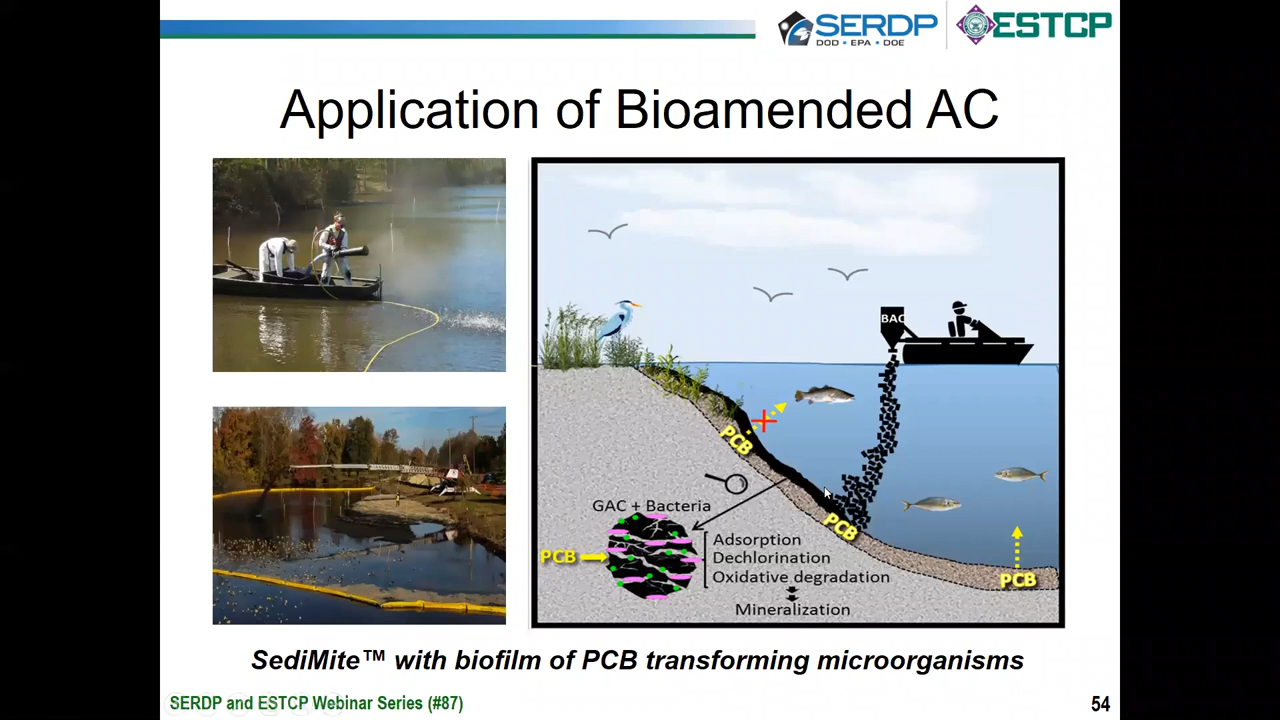 SERDP
DOD • EPA • DOE
ESTCP
Application of Bioamended AC
BAC
PCB
PCB
GAC + Bacteria
PCB
Adsorption
Dechlorination
Oxidative degradation
Mineralization
PCB
SediMite™ with biofilm of PCB transforming microorganisms
SERDP and ESTCP Webinar Series (#87)
54